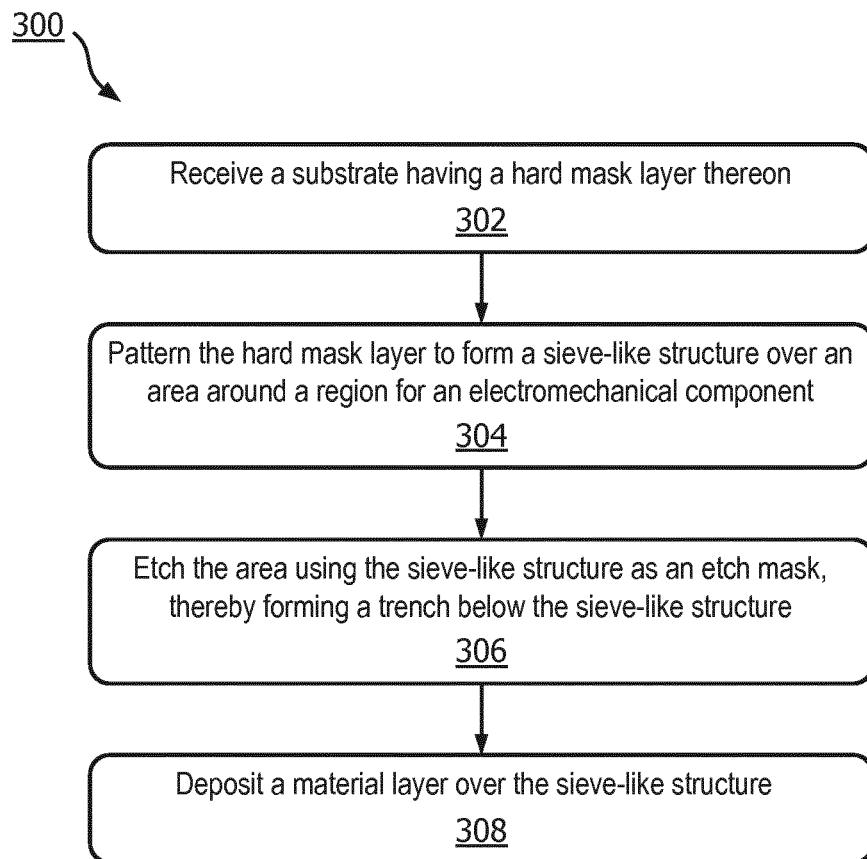 300
Receive a substrate having a hard mask layer thereon
302
Pattern the hard mask layer to form a sieve-like structure over an
area around a region for an electromechanical component
304
Etch the area using the sieve-like structure as an etch mask,
thereby forming a trench below the sieve-like structure
306
Deposit a material layer over the sieve-like structure
308